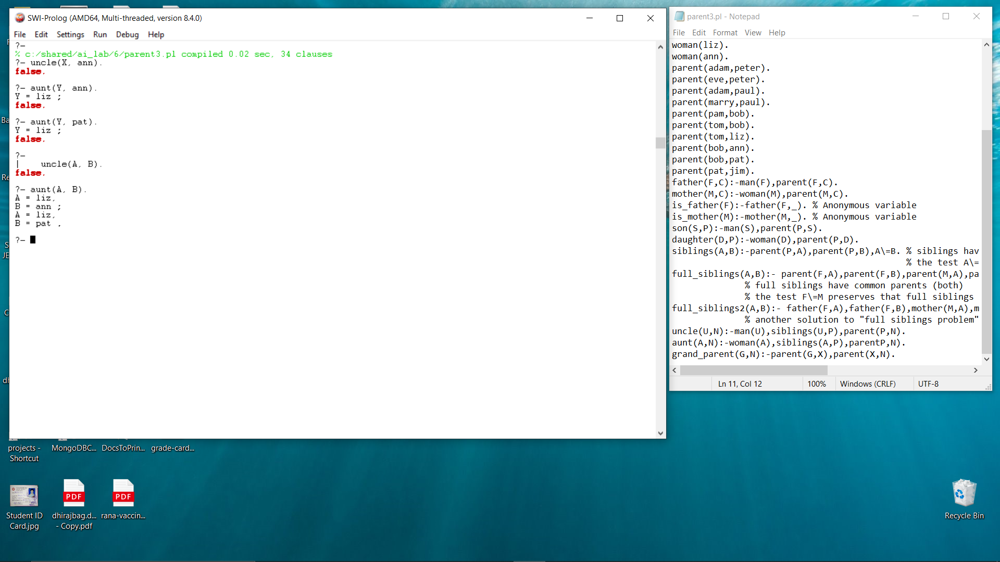 SWI-Prolog (AMD64, Multi-threaded, version 8.4.0)
File Edit Settings Run Debug Help
?-
% c:/shared/ai_lab/6/parent3.pl compiled 0.02 sec, 34 clauses
?- uncle(X, ann).
false.
?- aunt(Y, ann).
Y = liz ;
false.
?- aunt(Y, pat).
Y = liz ;
false.
?-
|    uncle(A, B).
false.
?- aunt(A, B).
A = liz,
B = ann ;
A = liz,
B = pat .
?-
parent3.pl - Notepad
File Edit Format View Help
woman(liz).
woman(ann).
parent(adam,peter).
parent(eve,peter).
parent(adam,paul).
parent(marry,paul).
parent(pam,bob).
parent(tom,bob).
parent(tom,liz).
parent(bob,ann).
parent(bob,pat).
parent(pat,jim).
father(F,C):-man(F),parent(F,C).
mother(M,C):-woman(M),parent(M,C).
is_father(F):-father(F,_). % Anonymous variable
is_mother(M):-mother(M,_). % Anonymous variable
son(S,P):-man(S),parent(P,S).
daughter(D,P):-woman(D),parent(P,D).
siblings(A,B):-parent(P,A),parent(P,B),A\=B. % siblings hav
% the test A\=
full_siblings(A,B):- parent(F,A),parent(F,B),parent(M,A),pa
% full siblings have common parents (both)
% the test F\=M preserves that full siblings
full_siblings2(A,B):- father(F,A),father(F,B),mother(M,A),m
% another solution to "full siblings problem"
uncle(U,N):-man(U),siblings(U,P),parent(P,N).
aunt(A,N):-woman(A),siblings(A,P),parentP,N).
grand_parent(G,N):-parent(G,X),parent(X,N).
Ln 11, Col 12 100% Windows (CRLF) UTF-8
projects - Shortcut
MongoDBC...
DocsToPrin...
grade-card...
Student ID Card.jpg
PDF
dhirajbag.d... - Copy.pdf
PDF
rana-vaccin...
Recycle Bin